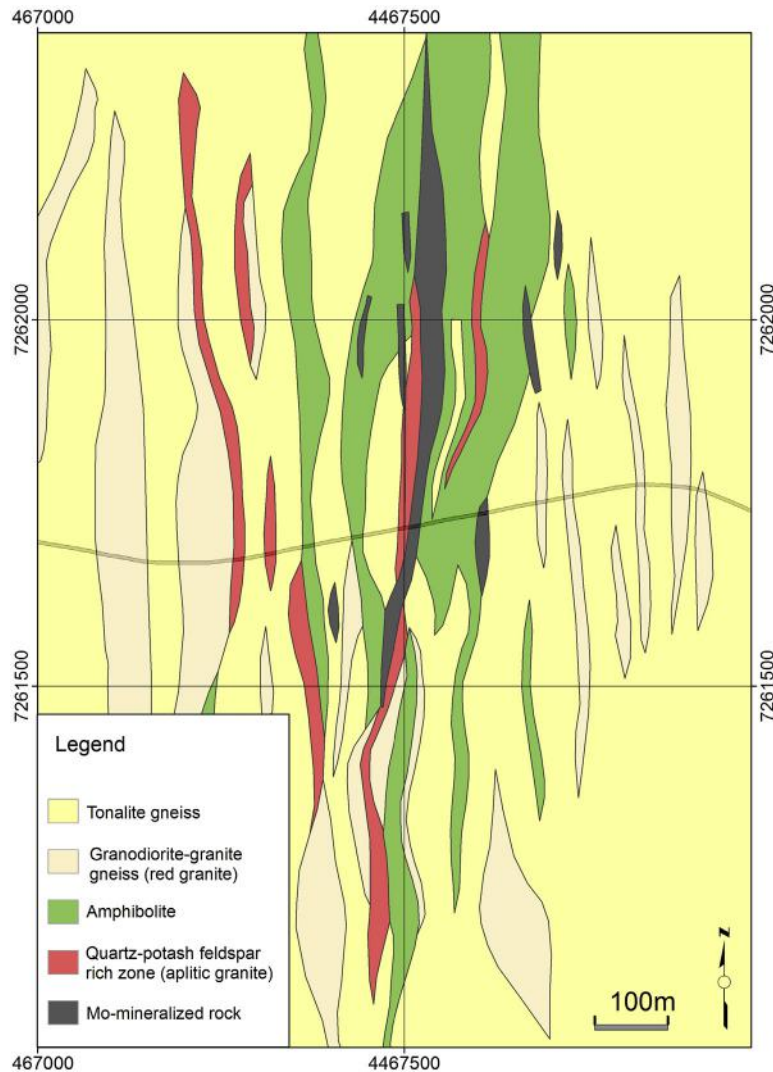 467000
4467500
7262000
7262000
7261500
7261500
Legend
Tonalite gneiss
Granodiorite-granite
gneiss (red granite)
Amphibolite
Quartz-potash feldspar
rich zone (aplitic granite)
Mo-mineralized rock
N
100m
467000
4467500